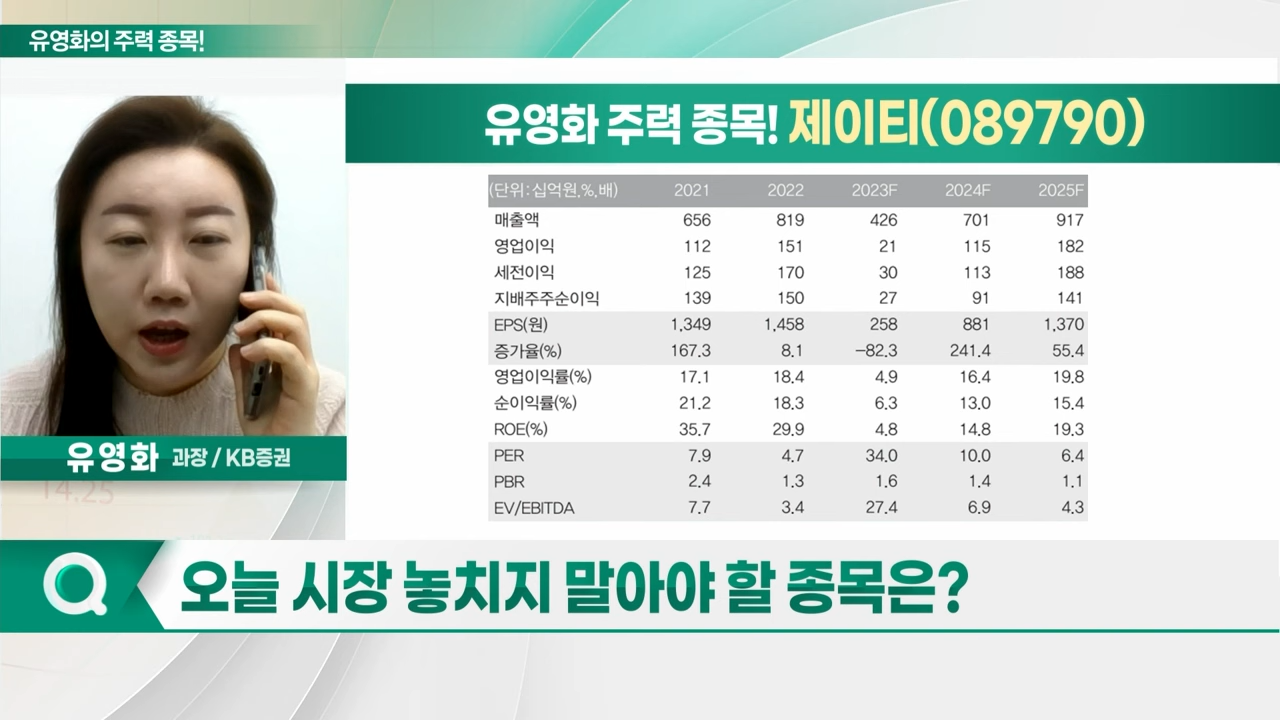 유영화의 주력 종목!
유영화 주력 종목! 제이티(089790)
(단위:십억원,%,배) 2021 2022 2023F 2024F 2025F
매출액 656 819 426 701 917
영업이익 112 151 21 115 182
세전이익 125 170 30 113 188
지배주주순이익 139 150 27 91 141
EPS(원) 1,349 1,458 258 881 1,370
증가율(%) 167.3 8.1 -82.3 241.4 55.4
영업이익률(%) 17.1 18.4 4.9 16.4 19.8
순이익률(%) 21.2 18.3 6.3 13.0 15.4
ROE(%) 35.7 29.9 4.8 14.8 19.3
PER 7.9 4.7 34.0 10.0 6.4
PBR 2.4 1.3 1.6 1.4 1.1
EV/EBITDA 7.7 3.4 27.4 6.9 4.3
유영화 과장 / KB증권
14.25
오늘 시장 놓치지 말아야 할 종목은?